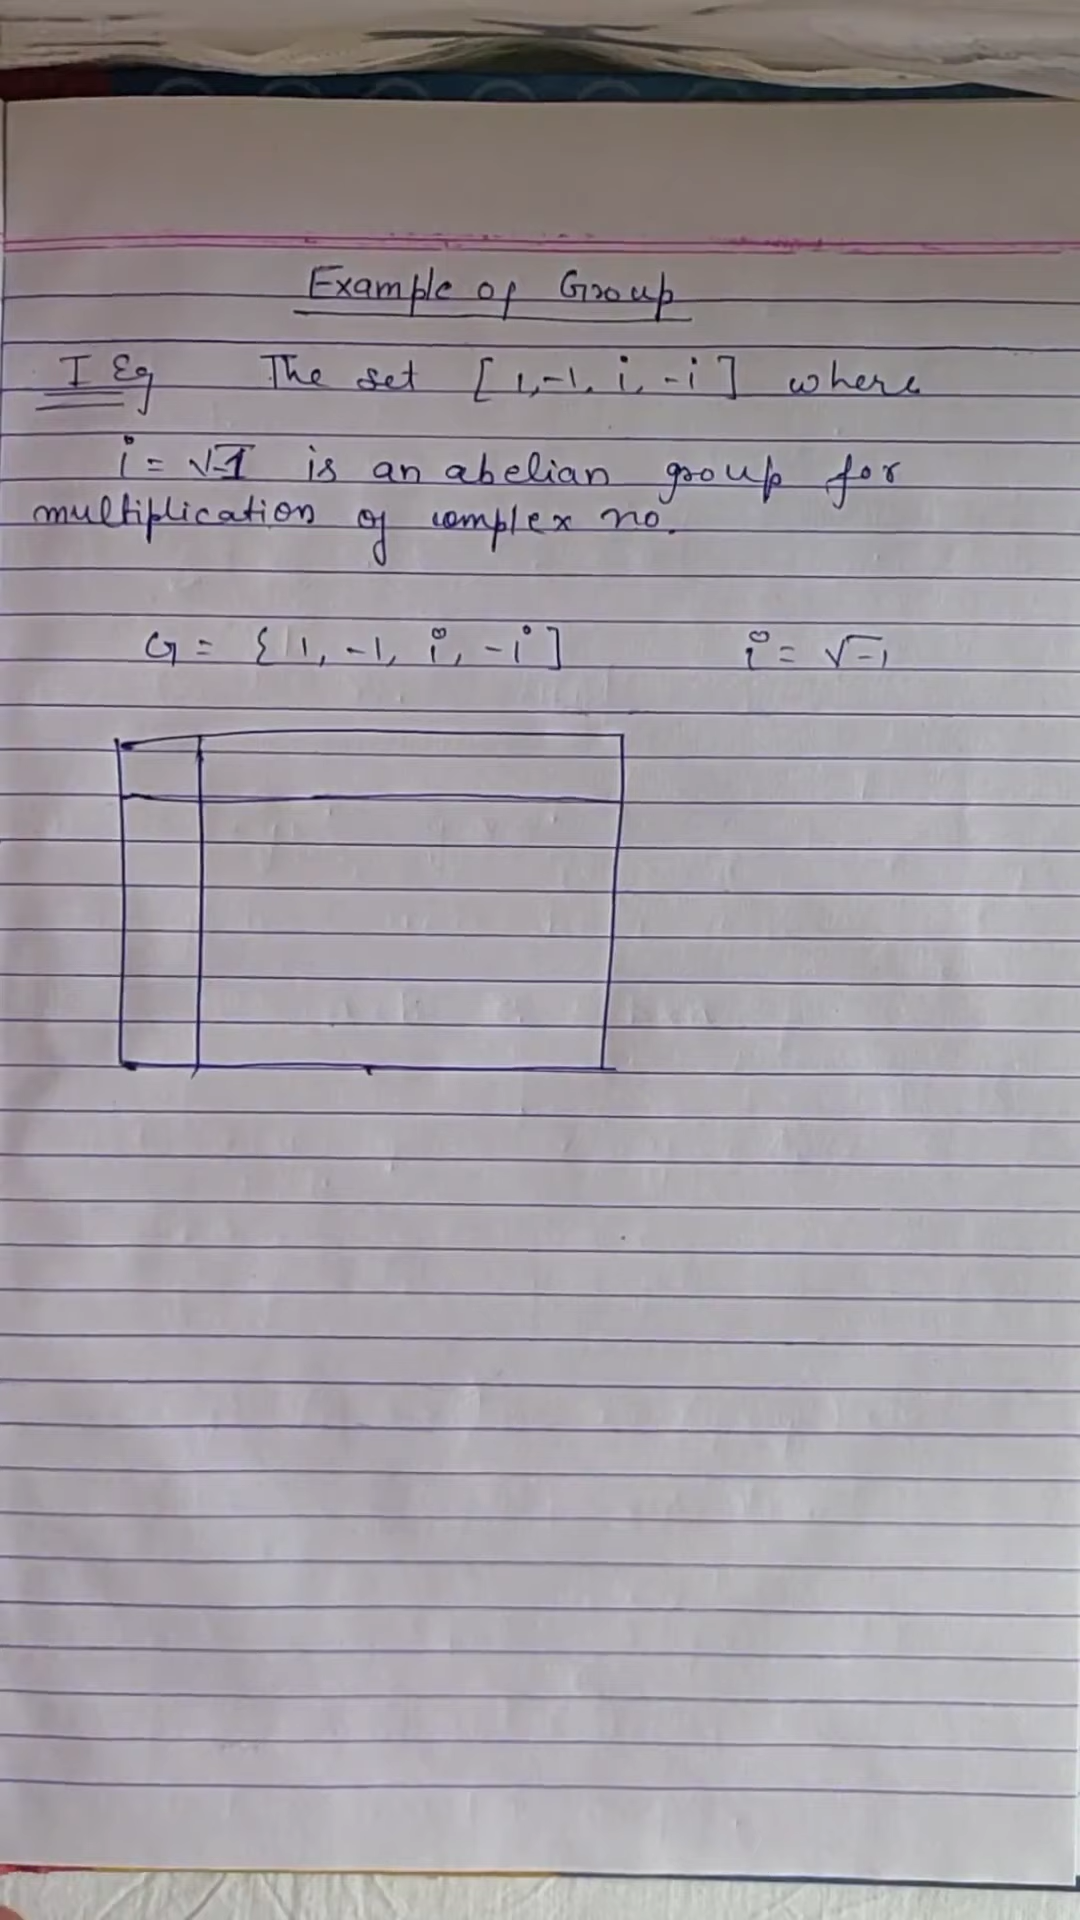 Example of Group
I Eg The set [1, -1, i, -i] where
i = √-1 is an abelian group for
multiplication of complex no.
G = {1, -1, i, -i] i = √-1